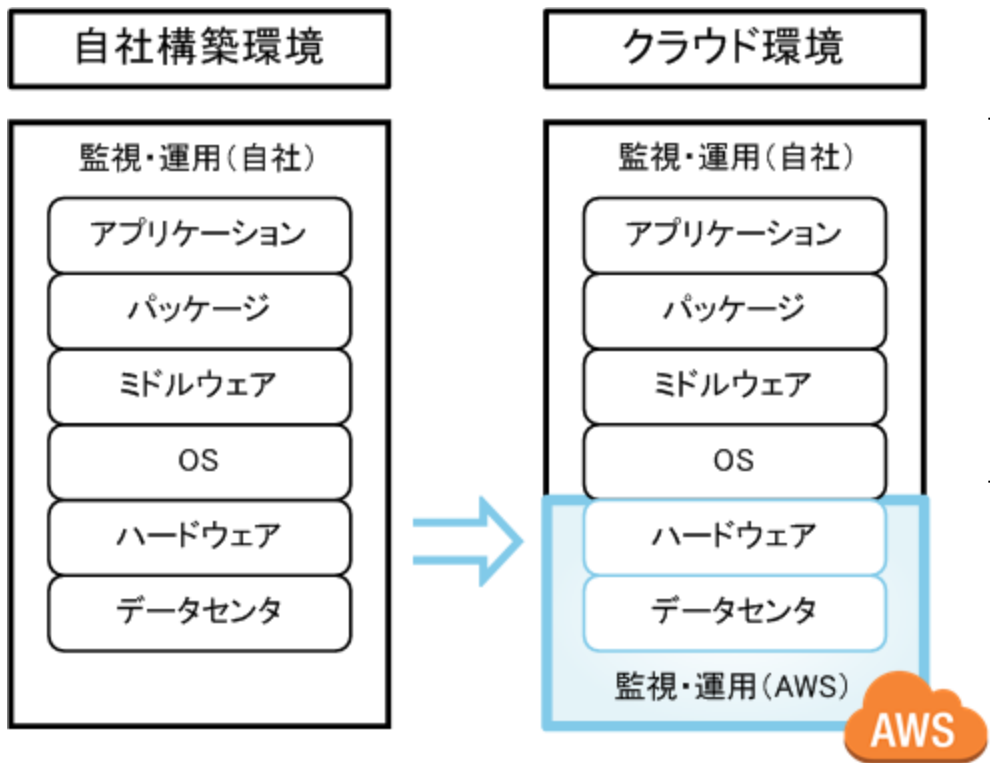 自社構築環境
監視・運用(自社)
アプリケーション
パッケージ
ミドルウェア
OS
ハードウェア
データセンタ
クラウド環境
監視・運用(自社)
アプリケーション
パッケージ
ミドルウェア
OS
ハードウェア
データセンタ
監視・運用(AWS)
AWS